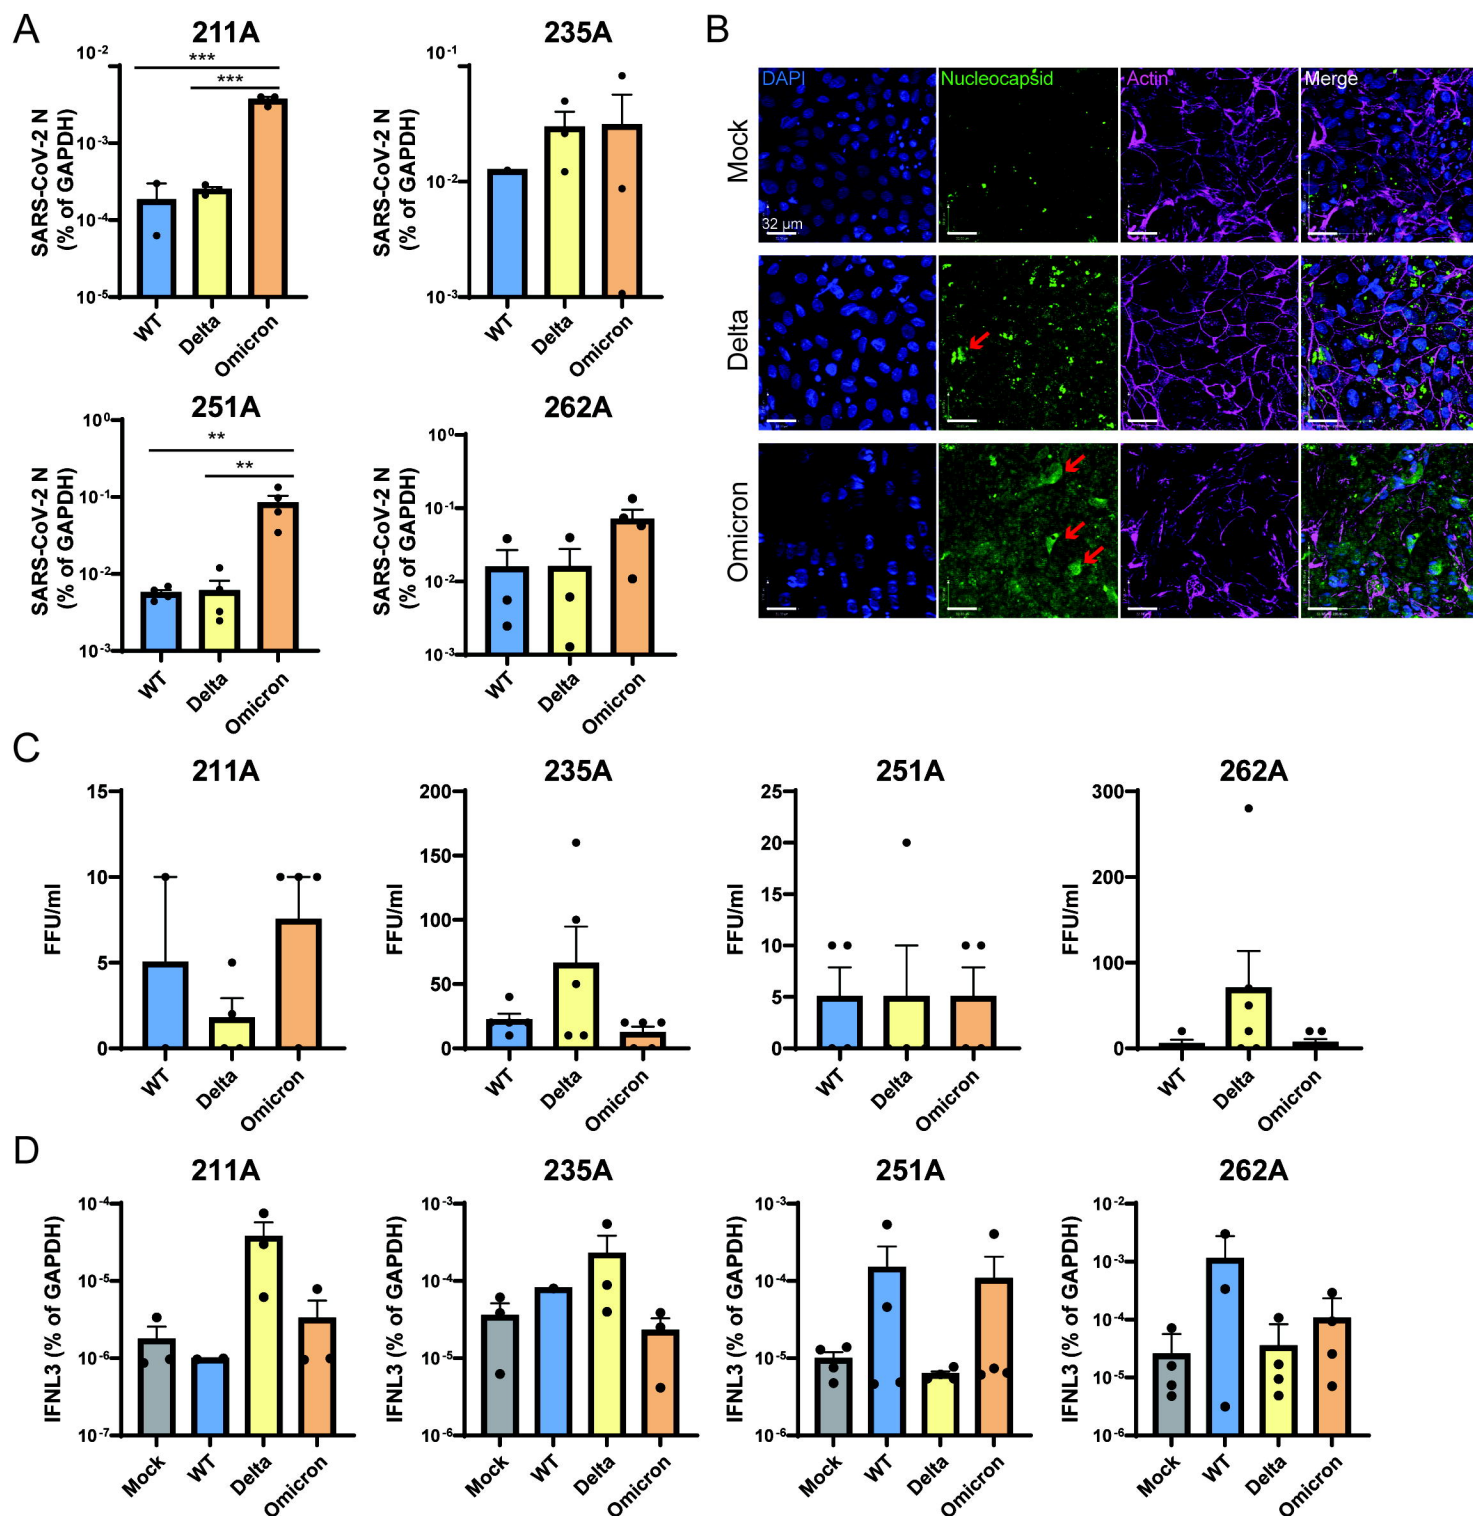 A
211A
10-2
10-3
10-4
10-5
SARS-CoV-2 N
(% of GAPDH)
***
***
WT
Delta
Omicron
235A
10-1
10-2
10-3
SARS-CoV-2 N
(% of GAPDH)
WT
Delta
Omicron
251A
100
10-1
10-2
10-3
SARS-CoV-2 N
(% of GAPDH)
**
**
WT
Delta
Omicron
262A
100
10-1
10-2
10-3
SARS-CoV-2 N
(% of GAPDH)
WT
Delta
Omicron
B
DAPI
Nucleocapsid
Actin
Merge
Mock
32 µm
Delta
Omicron
C
211A
15
10
5
0
FFU/ml
WT
Delta
Omicron
235A
200
150
100
50
0
FFU/ml
WT
Delta
Omicron
251A
25
20
15
10
5
0
FFU/ml
WT
Delta
Omicron
262A
300
200
100
0
FFU/ml
WT
Delta
Omicron
D
211A
10-4
10-5
10-6
10-7
IFNL3 (% of GAPDH)
Mock
WT
Delta
Omicron
235A
10-3
10-4
10-5
10-6
IFNL3 (% of GAPDH)
Mock
WT
Delta
Omicron
251A
10-3
10-4
10-5
10-6
IFNL3 (% of GAPDH)
Mock
WT
Delta
Omicron
262A
10-2
10-3
10-4
10-5
10-6
IFNL3 (% of GAPDH)
Mock
WT
Delta
Omicron